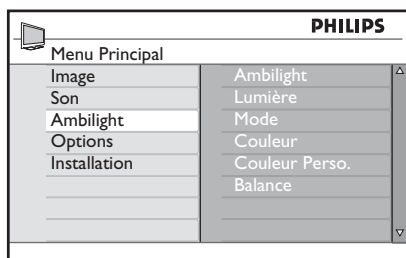 PHILIPS
Menu Principal
Image
Son
Ambilight
Options
Installation
Ambilight
Lumière
Mode
Couleur
Couleur Perso.
Balance